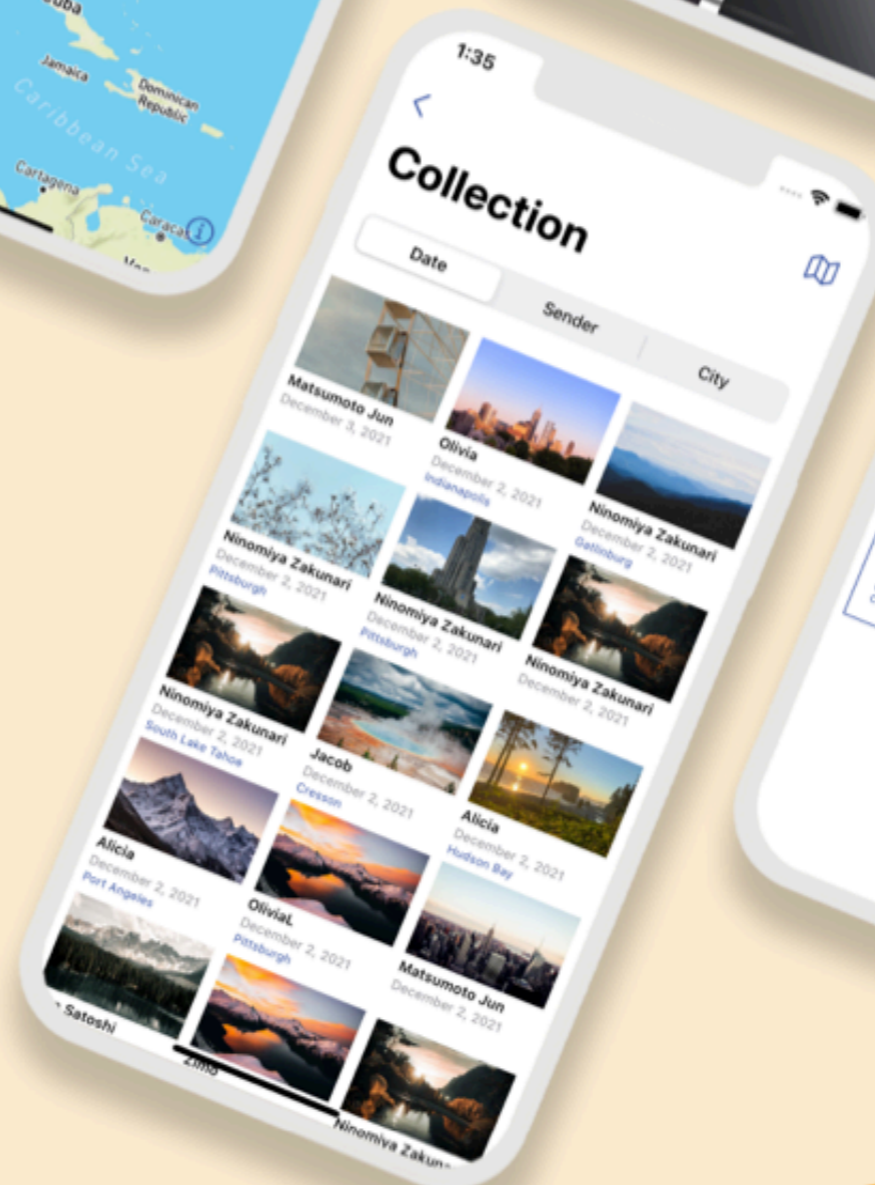 Jamaica
Dominican
Republic
Caribbean Sea
Cartagena
Caracas
1:35
Collection
Date
Sender
City
Matsumoto Jun
December 3, 2021
Olivia
December 2, 2021
Indianapolis
Ninomiya Zakunari
December 2, 2021
Gatlinburg
Ninomiya Zakunari
December 2, 2021
Pittsburgh
Ninomiya Zakunari
December 2, 2021
Pittsburgh
Ninomiya Zakunari
December 2, 2021
Ninomiya Zakunari
December 2, 2021
South Lake Tahoe
Jacob
December 2, 2021
Cresson
Alicia
December 2, 2021
Hudson Bay
Alicia
December 2, 2021
Port Angeles
OliviaL
December 2, 2021
Pittsburgh
Matsumoto Jun
December 2, 2021
Satoshi
Zimo
Ninomiya